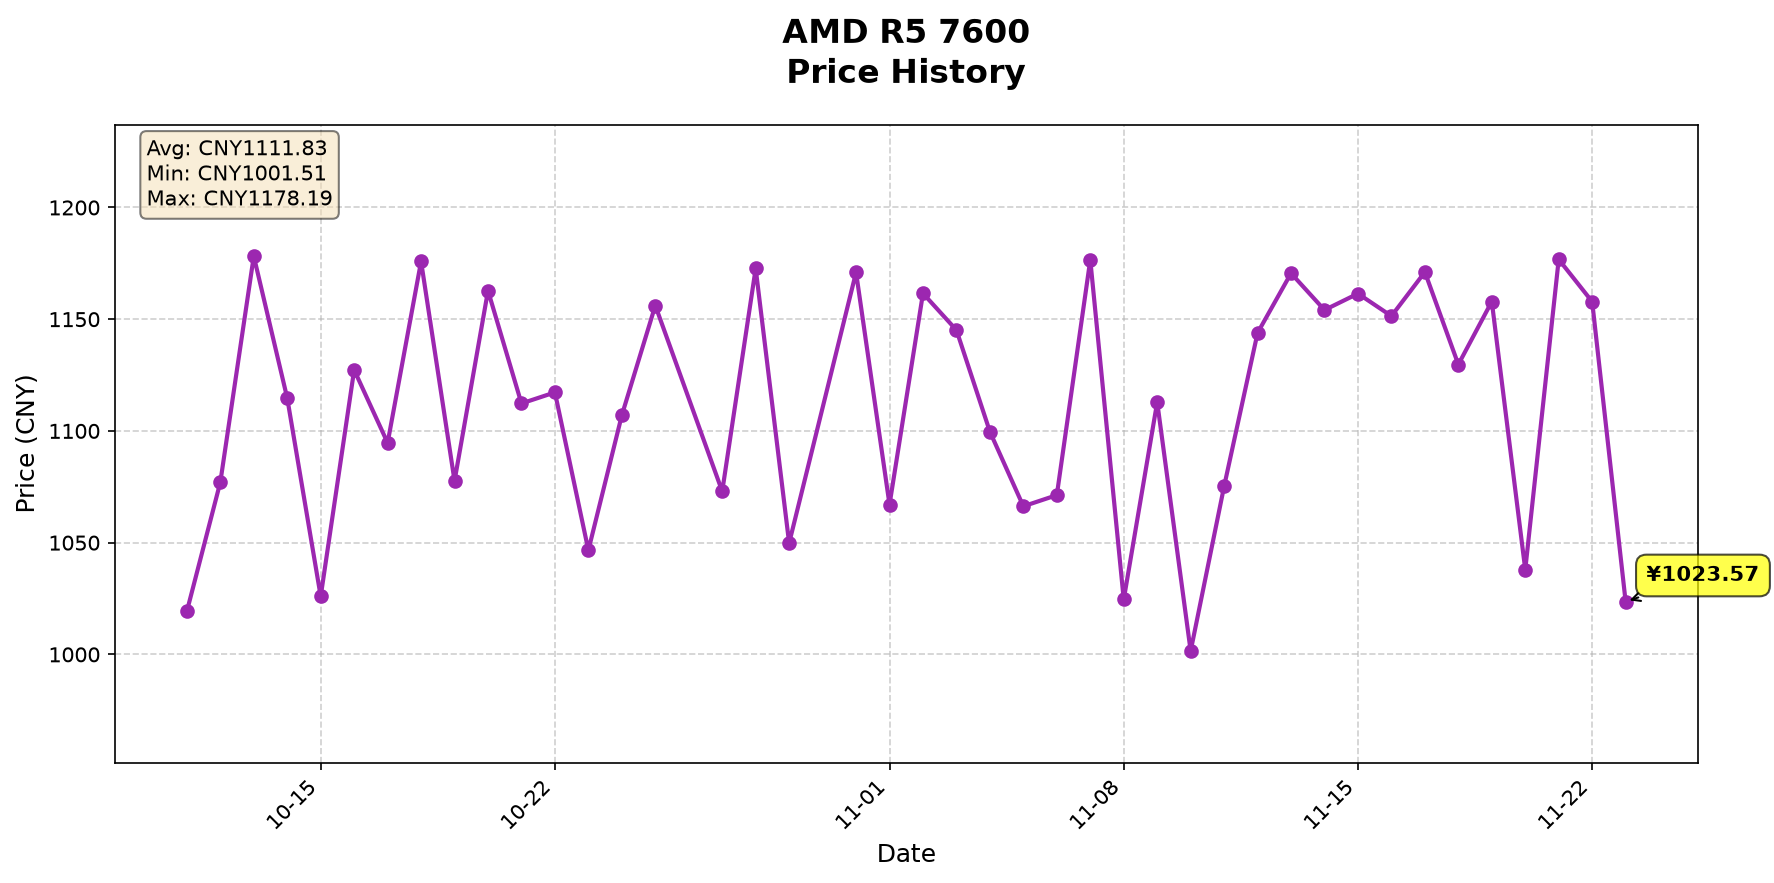 AMD R5 7600
Price History
Avg: CNY1111.83
Min: CNY1001.51
Max: CNY1178.19
Price (CNY)
1200
1150
1100
1050
1000
¥1023.57
10-15
10-22
11-01
11-08
11-15
11-22
Date